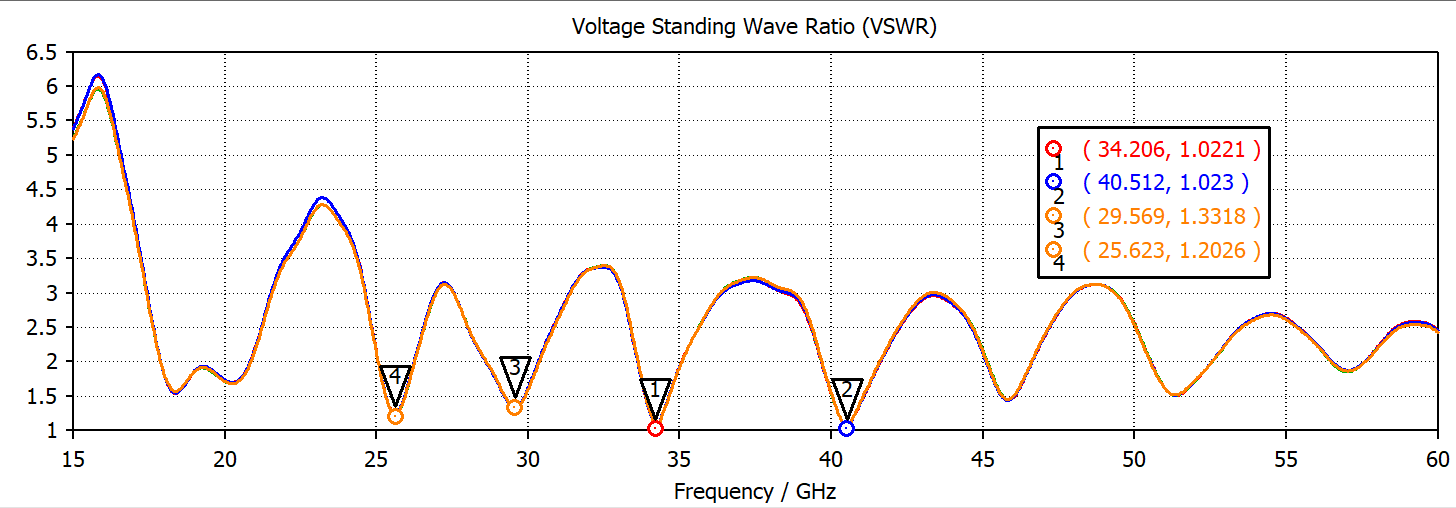 Voltage Standing Wave Ratio (VSWR)
6.5
6
5.5
5
4.5
4
3.5
3
2.5
2
1.5
1
1 ( 34.206, 1.0221 )
2 ( 40.512, 1.023 )
3 ( 29.569, 1.3318 )
4 ( 25.623, 1.2026 )
4 3 1 2
15 20 25 30 35 40 45 50 55 60
Frequency / GHz